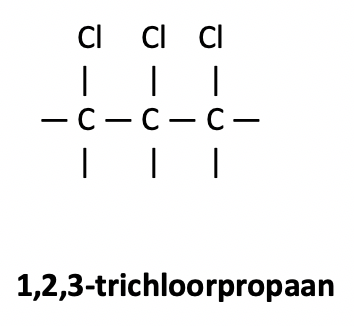 Cl Cl Cl
| | |
— C — C — C —
| | |
1,2,3-trichloorpropaan